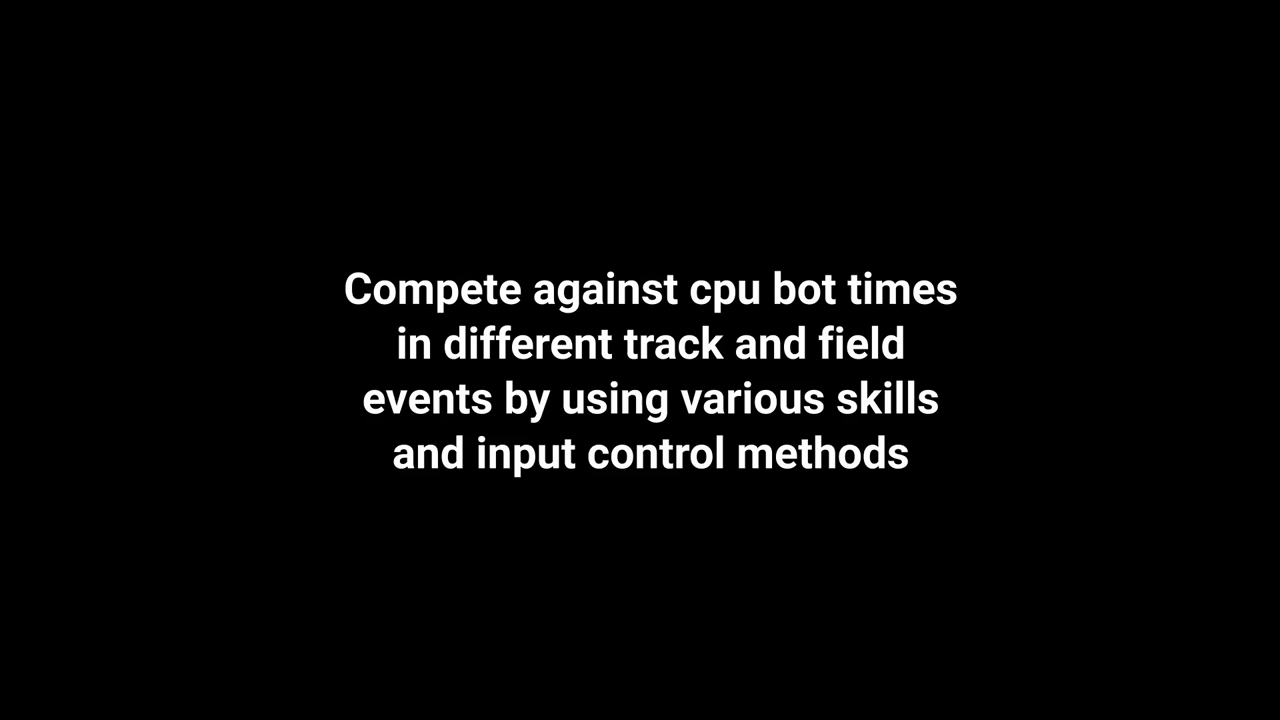 Compete against cpu bot times
in different track and field
events by using various skills
and input control methods